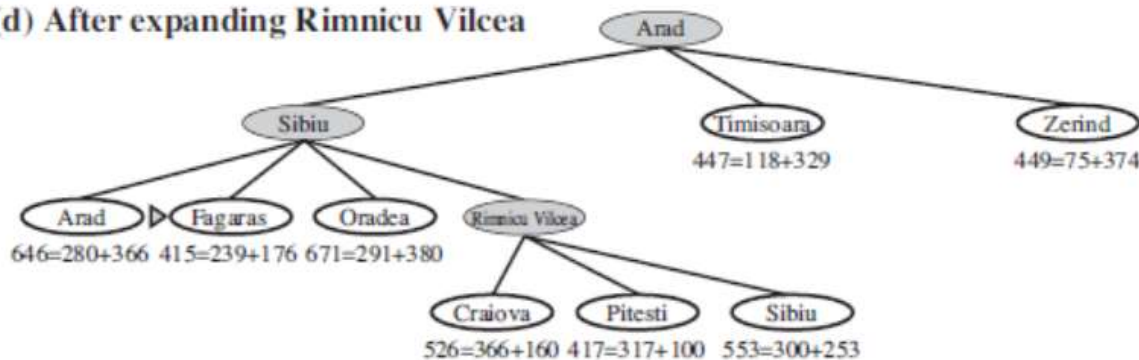 d) After expanding Rimnicu Vilcea
Arad
Sibiu
Timisoara
Zerind
447=118+329
449=75+374
Arad
Fagaras
Oradea
Rimnicu Vilcea
646=280+366
415=239+176
671=291+380
Craiova
Pitesti
Sibiu
526=366+160
417=317+100
553=300+253